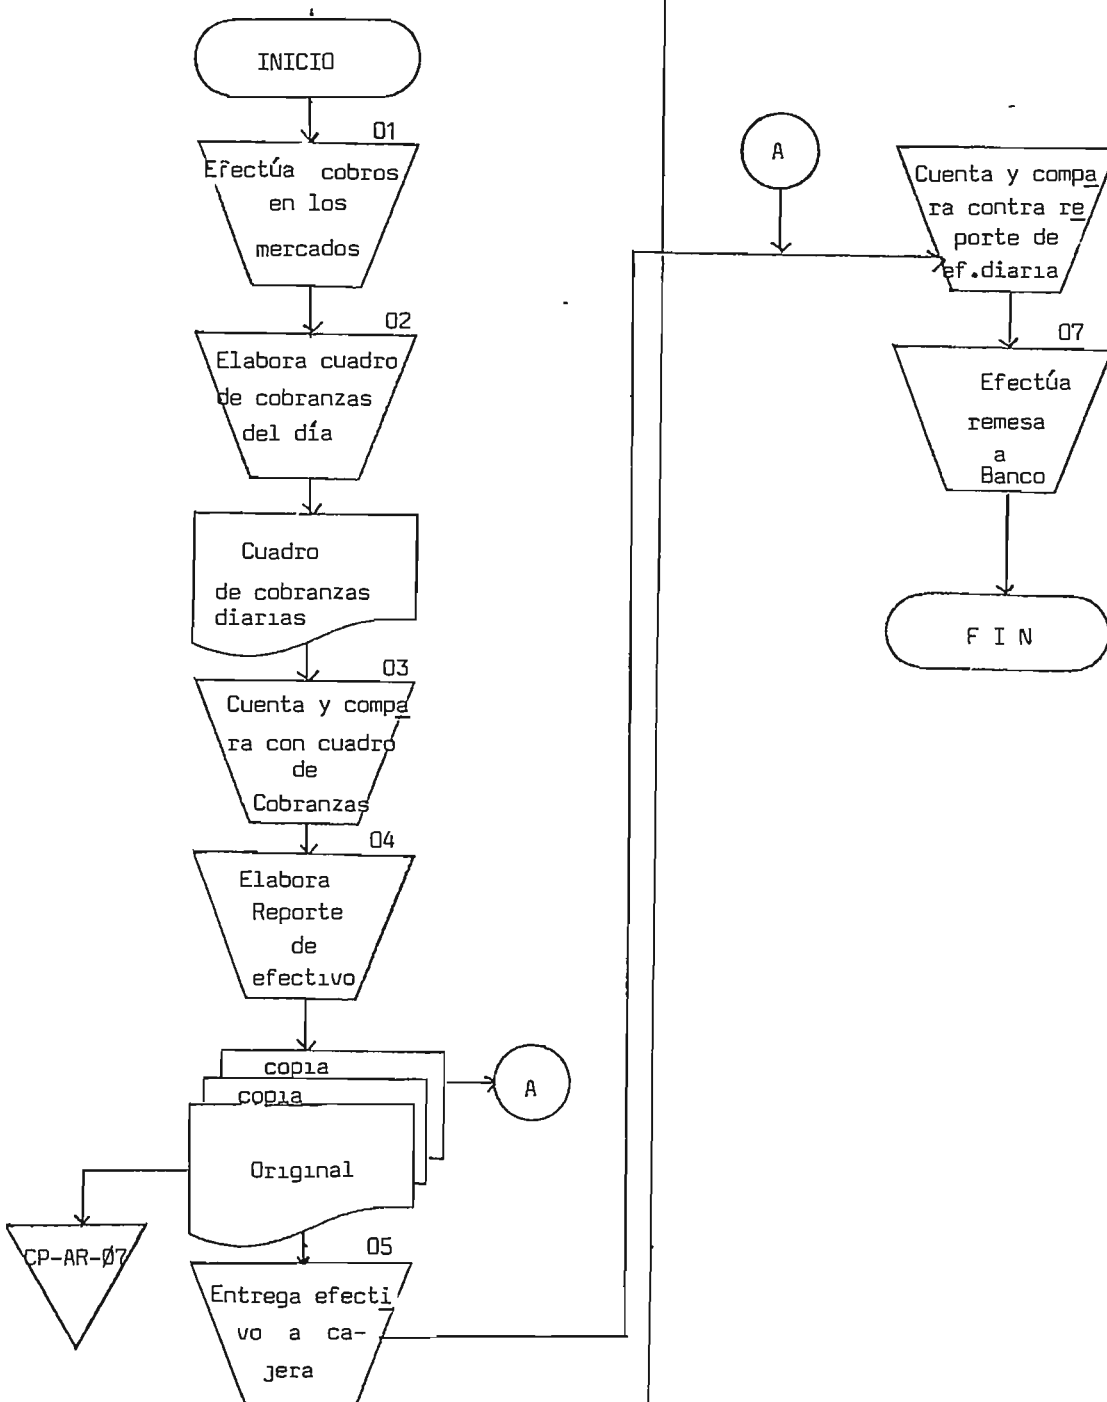 INICIO
01
Efectúa cobros
en los
mercados
02
Elabora cuadro
de cobranzas
del día
Cuadro
de cobranzas
diarias
03
Cuenta y compa
ra con cuadro
de
Cobranzas
04
Elabora
Reporte
de
efectivo
copia
copia
Original
A
CP-AR-Ø7
05
Entrega efecti
vo a ca-
jera
A
Cuenta y compa
ra contra re
porte de
ef.diaria
07
Efectúa
remesa
a
Banco
F I N